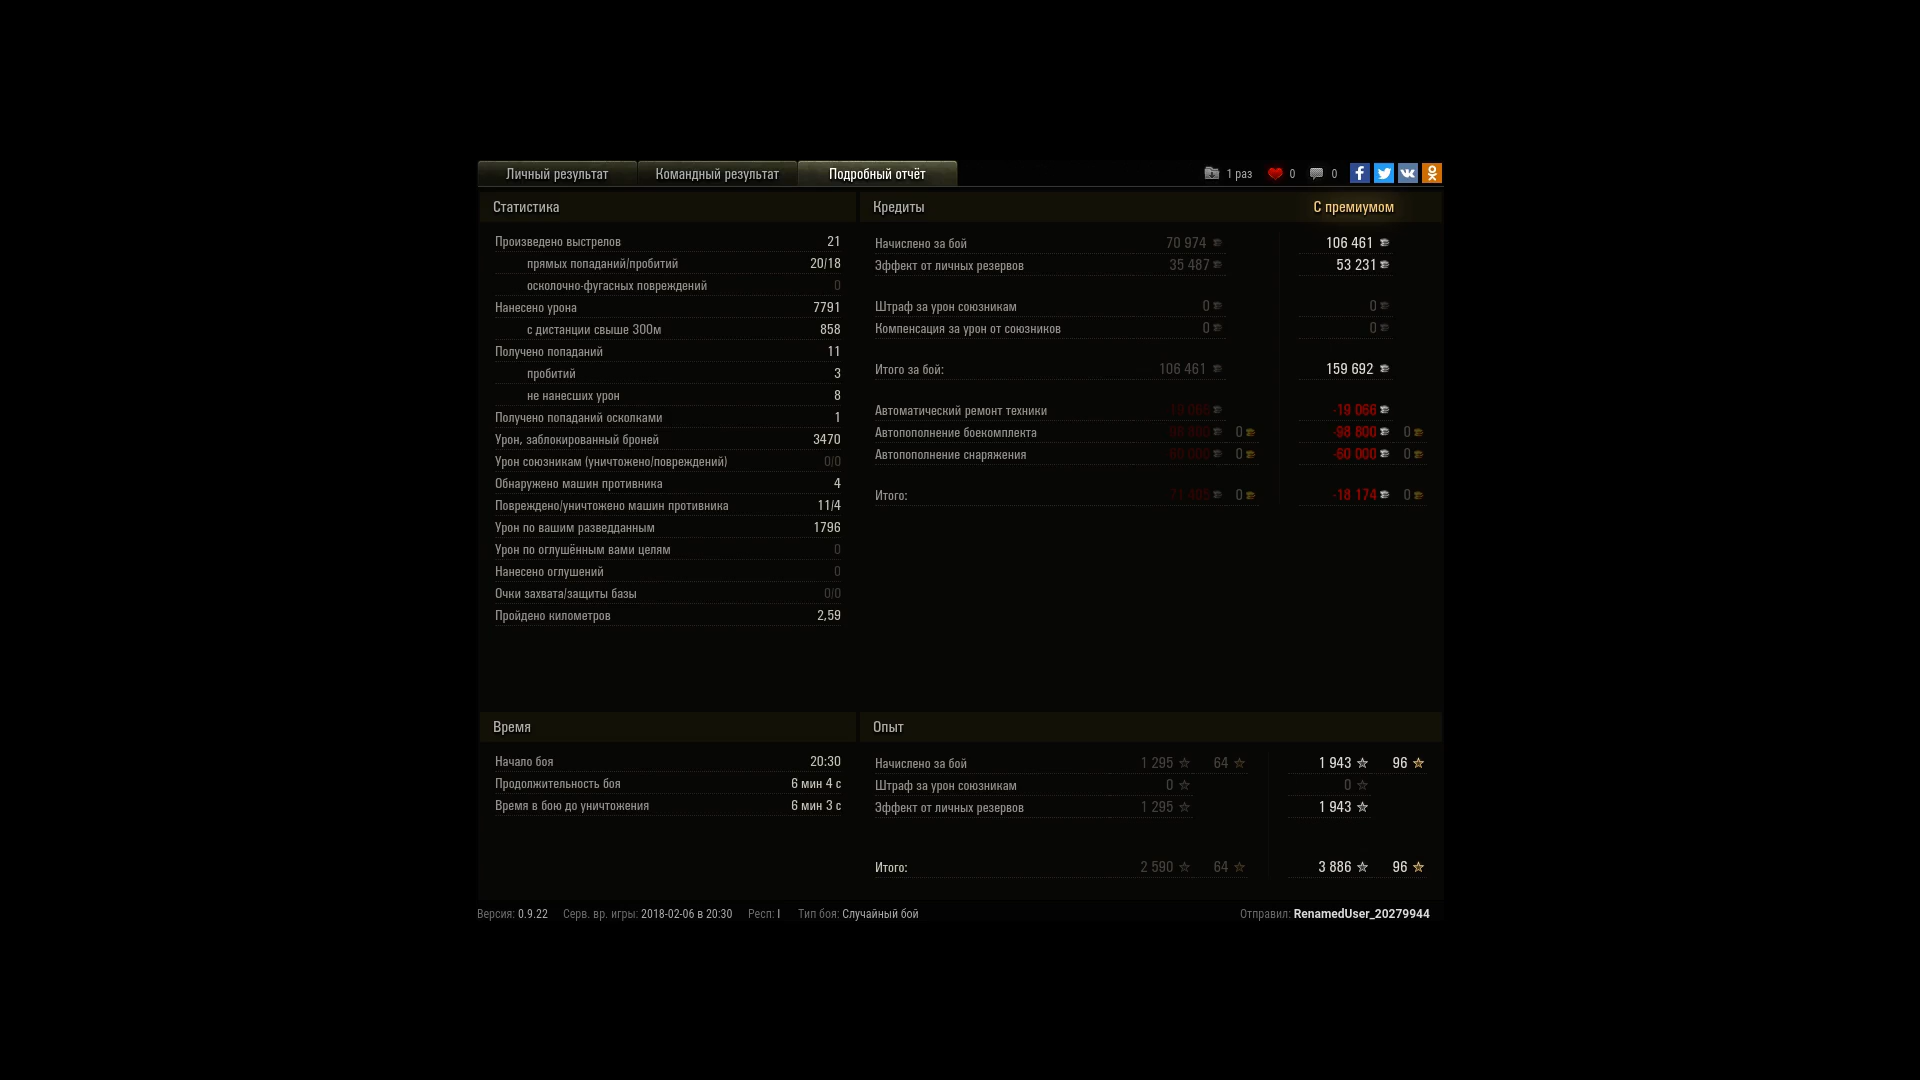 Личный результат Командный результат Подробный отчёт 1 раз 0 0
Статистика
Произведено выстрелов 21
прямых попаданий/пробитий 20/18
осколочно-фугасных повреждений 0
Нанесено урона 7791
с дистанции свыше 300м 858
Получено попаданий 11
пробитий 3
не нанесших урон 8
Получено попаданий осколками 1
Урон, заблокированный броней 3470
Урон союзникам (уничтожено/повреждений) 0/0
Обнаружено машин противника 4
Повреждено/уничтожено машин противника 11/4
Урон по вашим разведданным 1796
Урон по оглушённым вами целям 0
Нанесено оглушений 0
Очки захвата/защиты базы 0/0
Пройдено километров 2,59
Кредиты С премиумом
Начислено за бой 70 974 106 461
Эффект от личных резервов 35 487 53 231
Штраф за урон союзникам 0 0
Компенсация за урон от союзников 0 0
Итого за бой: 106 461 159 692
Автоматический ремонт техники -19 066 -19 066
Автопополнение боекомплекта -98 800 0 -98 800 0
Автопополнение снаряжения -60 000 0 -60 000 0
Итого: -71 405 0 -18 174 0
Время
Начало боя 20:30
Продолжительность боя 6 мин 4 с
Время в бою до уничтожения 6 мин 3 с
Опыт
Начислено за бой 1 295 64 1 943 96
Штраф за урон союзникам 0 0
Эффект от личных резервов 1 295 1 943
Итого: 2 590 64 3 886 96
Версия: 0.9.22 Серв. вр. игры: 2018-02-06 в 20:30 Респ: I Тип боя: Случайный бой Отправил: RenamedUser_20279944